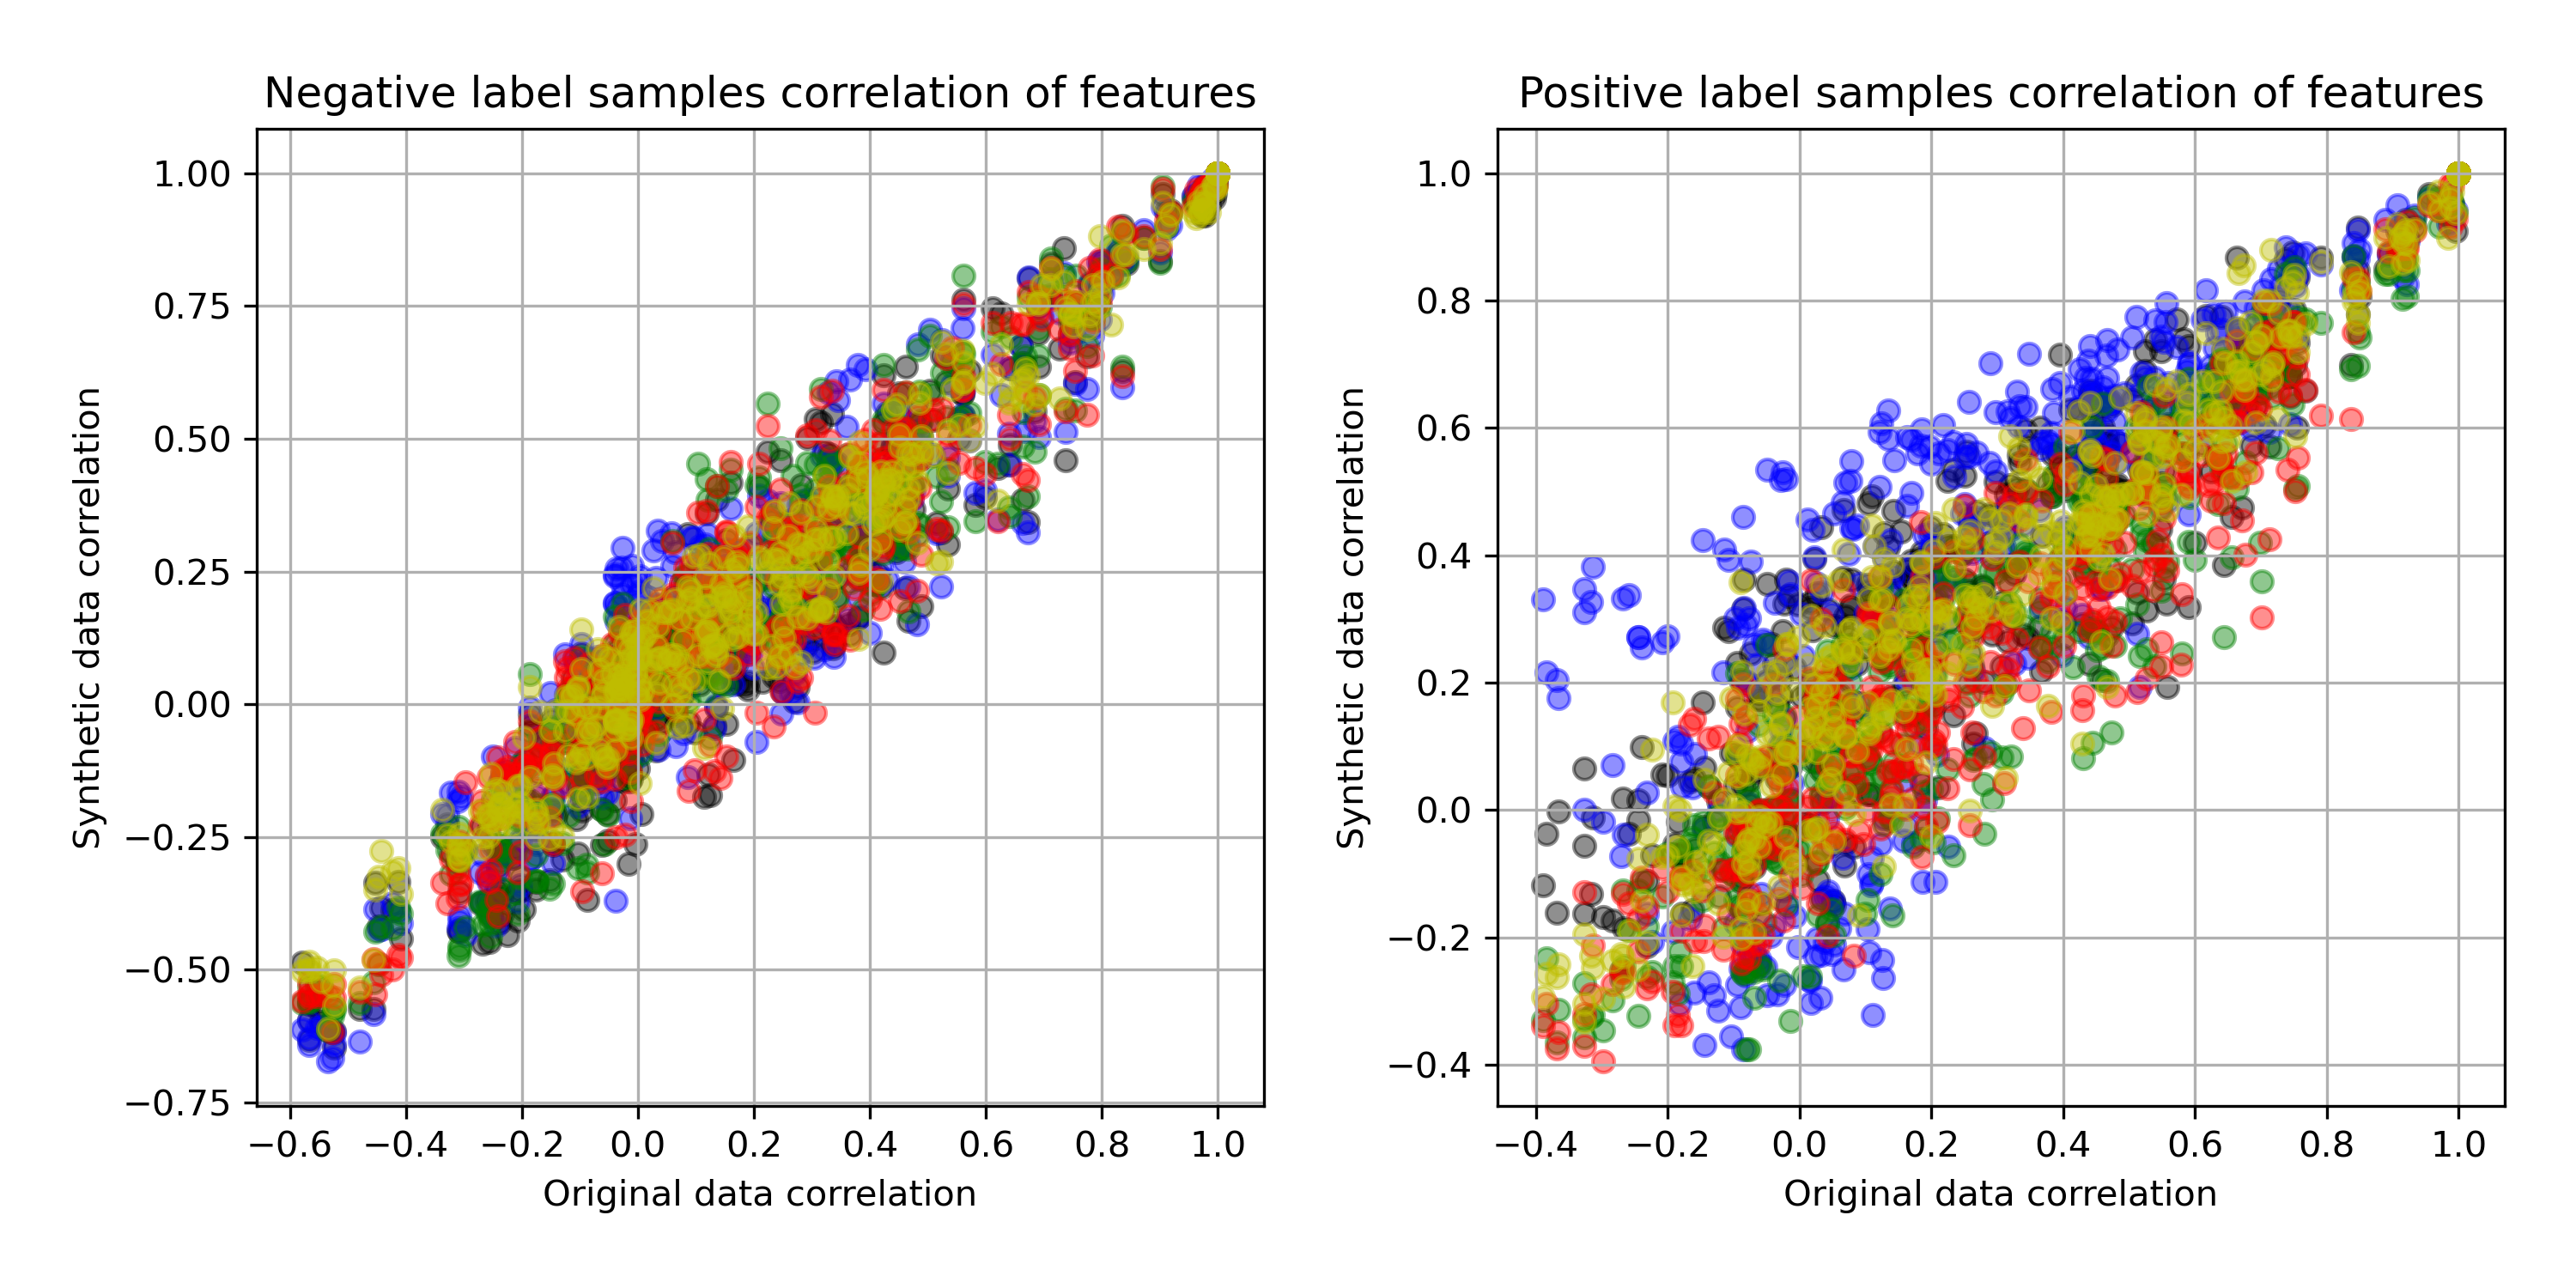 Negative label samples correlation of features
1.00
0.75
0.50
0.25
0.00
−0.25
−0.50
−0.75
Synthetic data correlation
−0.6 −0.4 −0.2 0.0 0.2 0.4 0.6 0.8 1.0
Original data correlation
Positive label samples correlation of features
1.0
0.8
0.6
0.4
0.2
0.0
−0.2
−0.4
Synthetic data correlation
−0.4 −0.2 0.0 0.2 0.4 0.6 0.8 1.0
Original data correlation